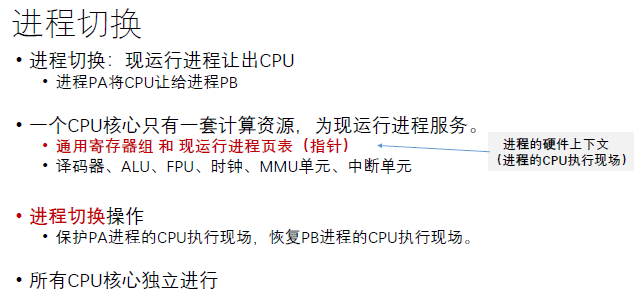 进程切换
• 进程切换：现运行进程让出CPU
• 进程PA将CPU让给进程PB
• 一个CPU核心只有一套计算资源，为现运行进程服务。
• 通用寄存器组 和 现运行进程页表（指针）
进程的硬件上下文
（进程的CPU执行现场）
• 译码器、ALU、FPU、时钟、MMU单元、中断单元
• 进程切换操作
• 保护PA进程的CPU执行现场，恢复PB进程的CPU执行现场。
• 所有CPU核心独立进行